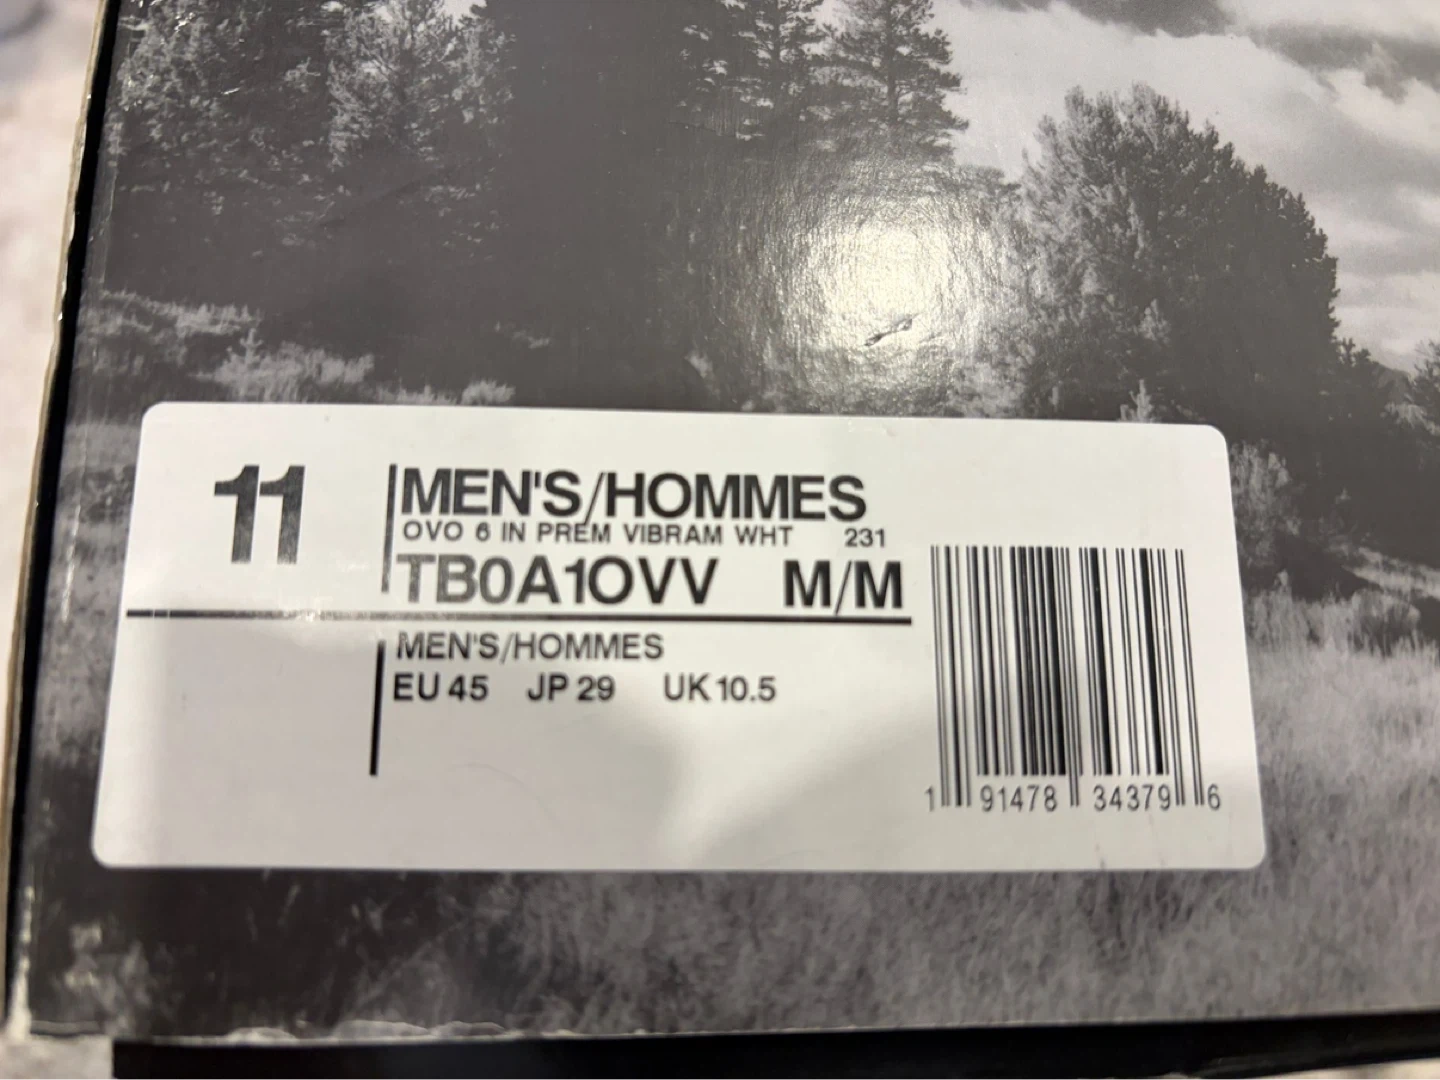 11
MEN'S/HOMMES
OVO 6 IN PREM VIBRAM WHT 231
TB0A1OVV M/M
MEN'S/HOMMES
EU 45 JP 29 UK 10.5
1 91478 34379 6